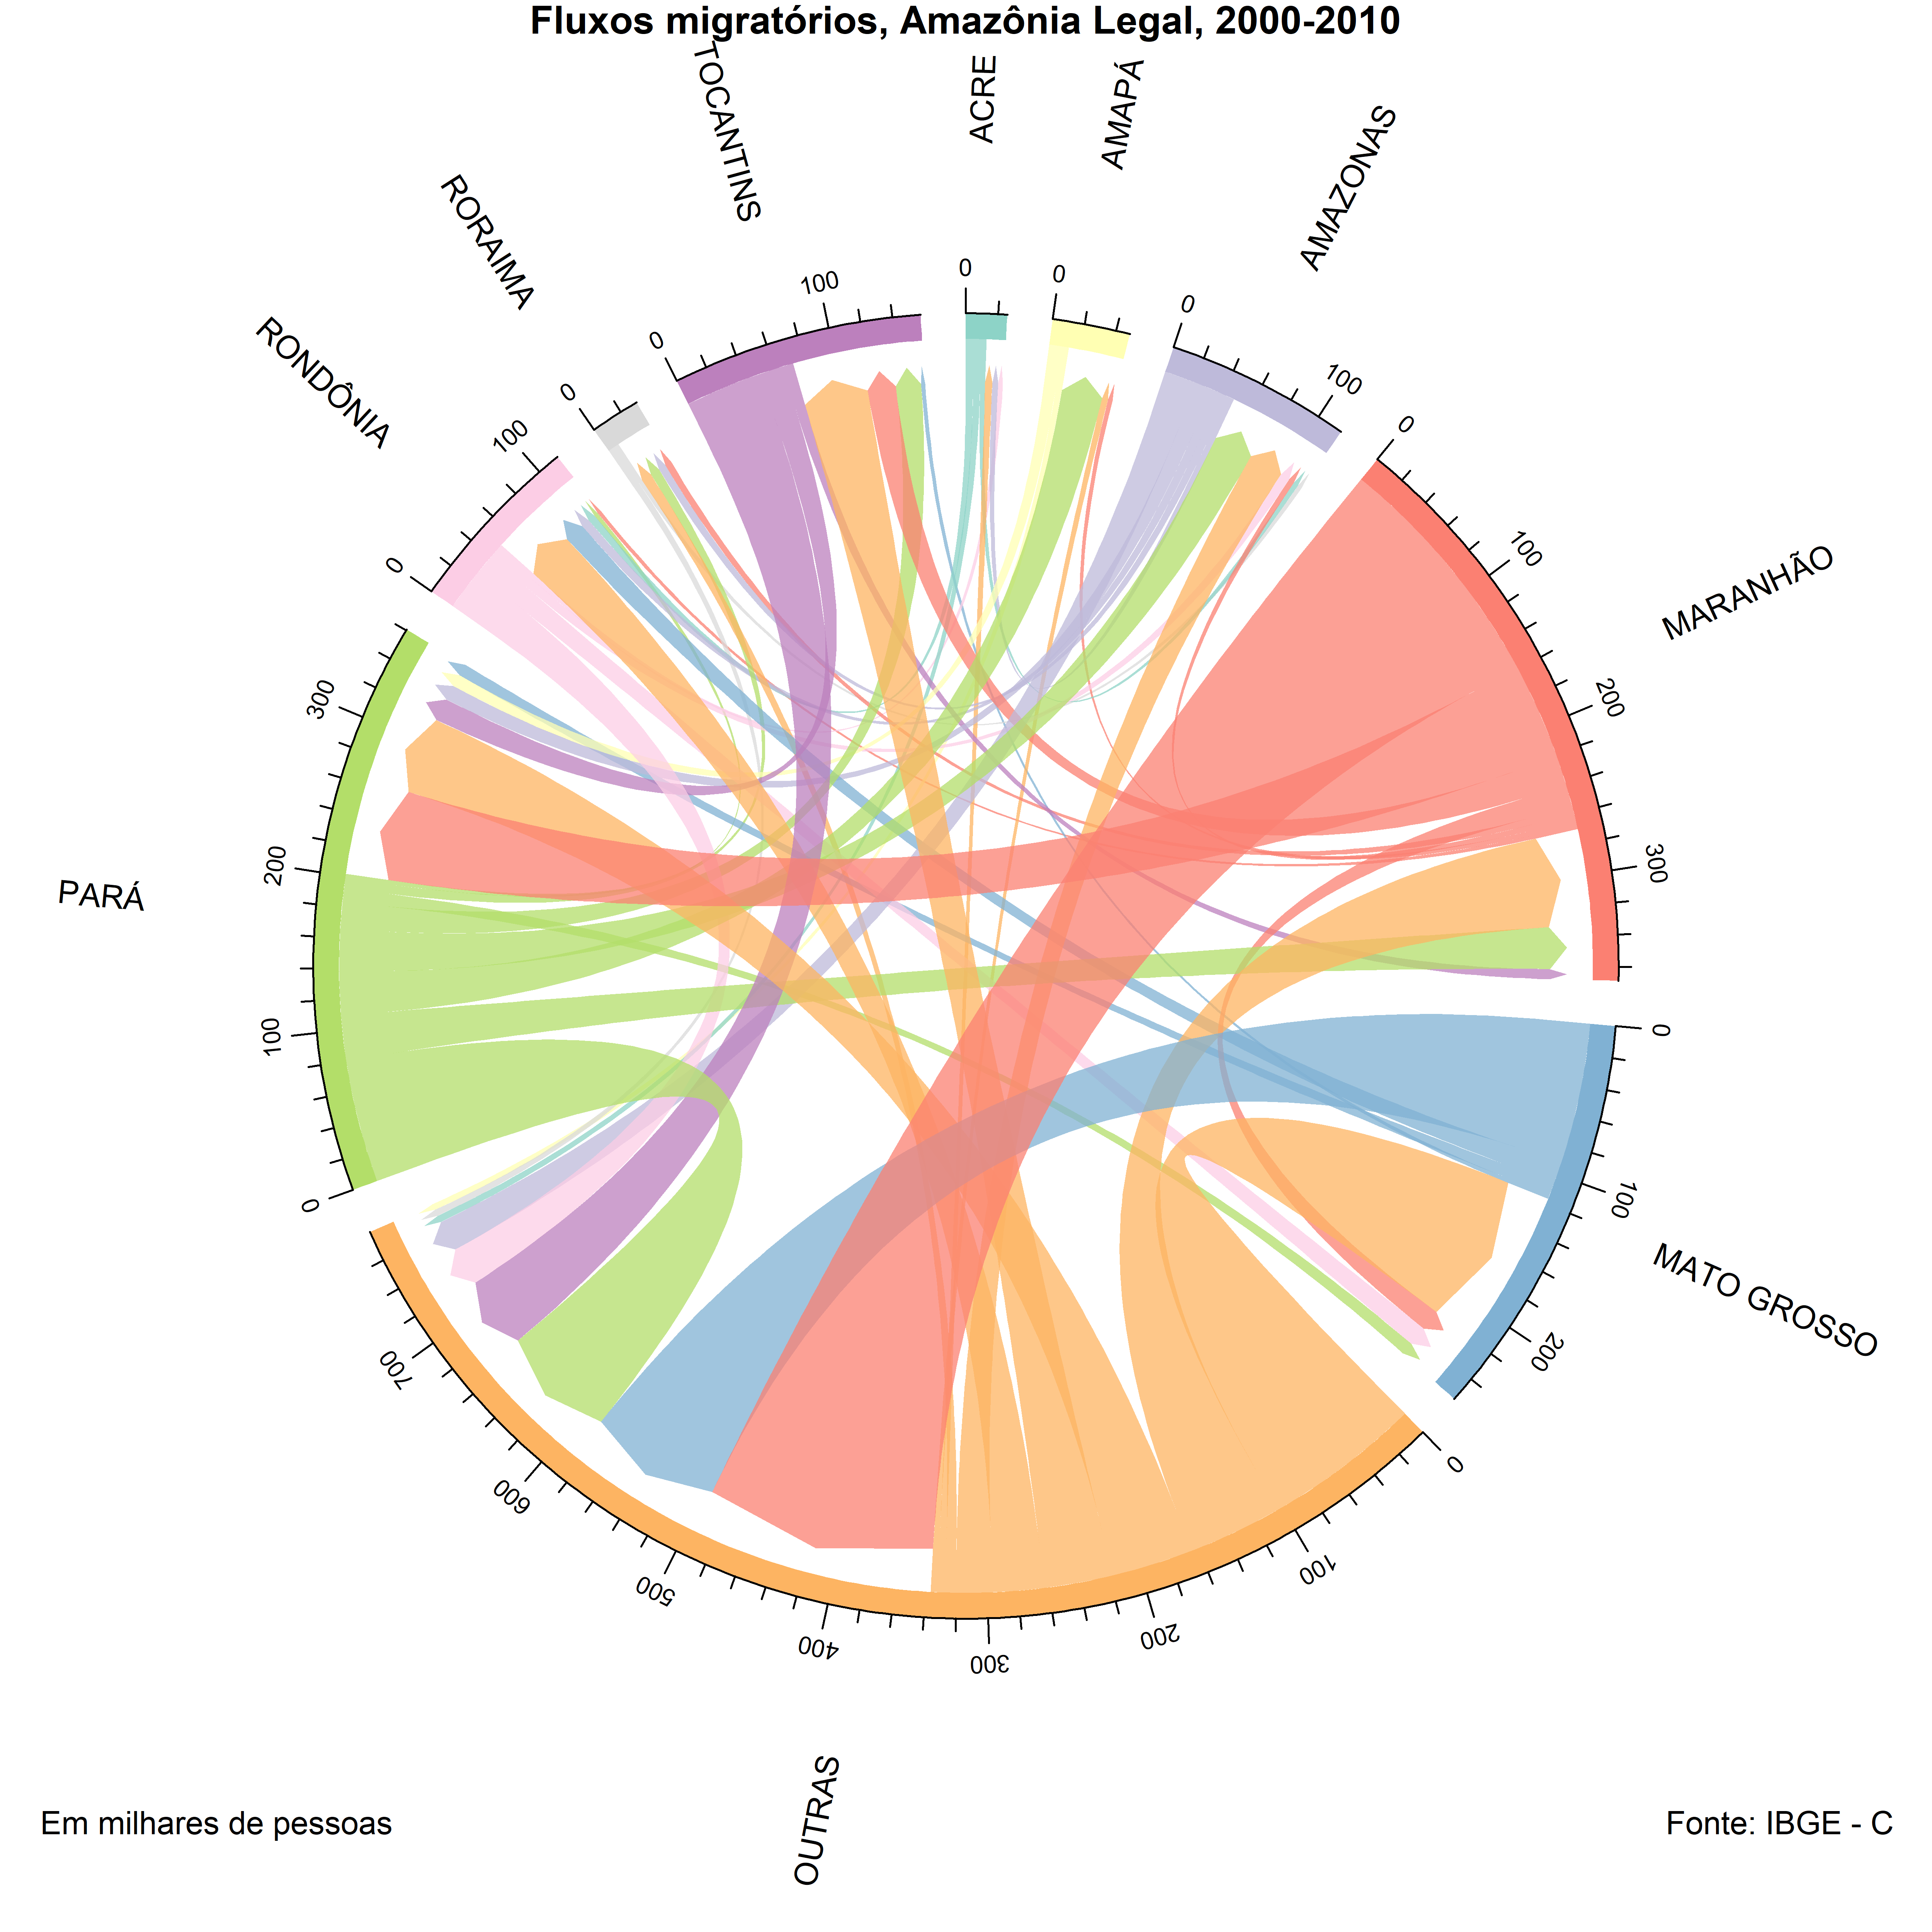 Fluxos migratórios, Amazônia Legal, 2000-2010
ACRE
0
AMAPÁ
0
AMAZONAS
0
100
MARANHÃO
0
100
200
300
MATO GROSSO
0
100
200
OUTRAS
0
100
200
300
400
500
600
700
PARÁ
0
100
200
300
RONDÔNIA
0
100
RORAIMA
0
TOCANTINS
0
100
Em milhares de pessoas
Fonte: IBGE - C